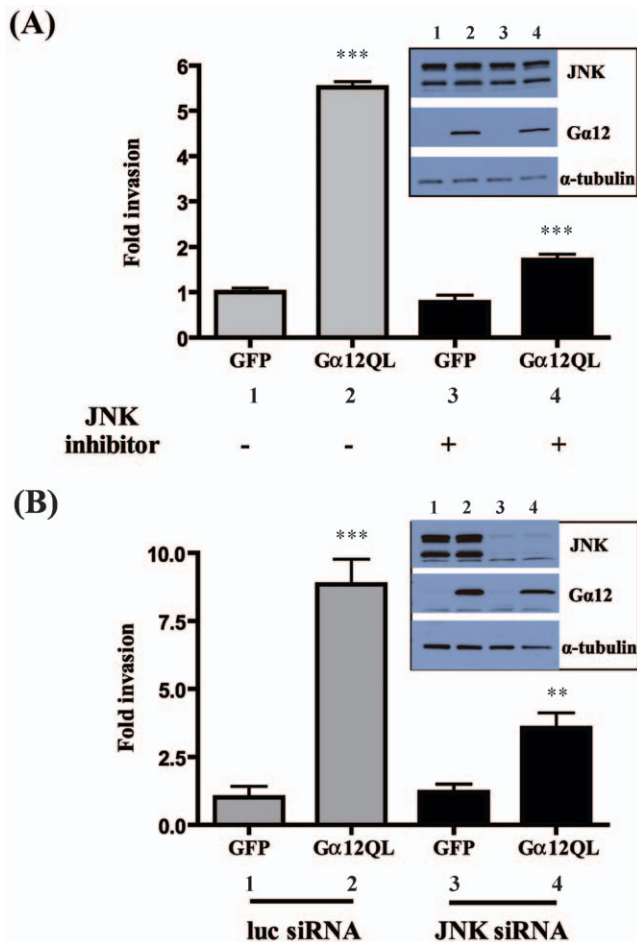 (A)
Fold invasion
6
5
4
3
2
1
0
***
***
1 2 3 4
JNK
Gα12
α-tubulin
GFP Gα12QL GFP Gα12QL
1 2 3 4
JNK
inhibitor - - + +
(B)
Fold invasion
10.0
7.5
5.0
2.5
0.0
***
**
1 2 3 4
JNK
Gα12
α-tubulin
GFP Gα12QL GFP Gα12QL
1 2 3 4
luc siRNA JNK siRNA